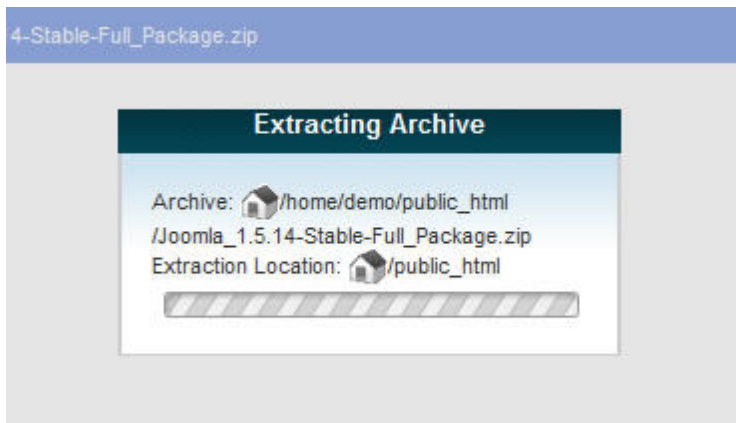 4-Stable-Full_Package.zip
Extracting Archive
Archive: /home/demo/public_html
/Joomla_1.5.14-Stable-Full_Package.zip
Extraction Location: /public_html